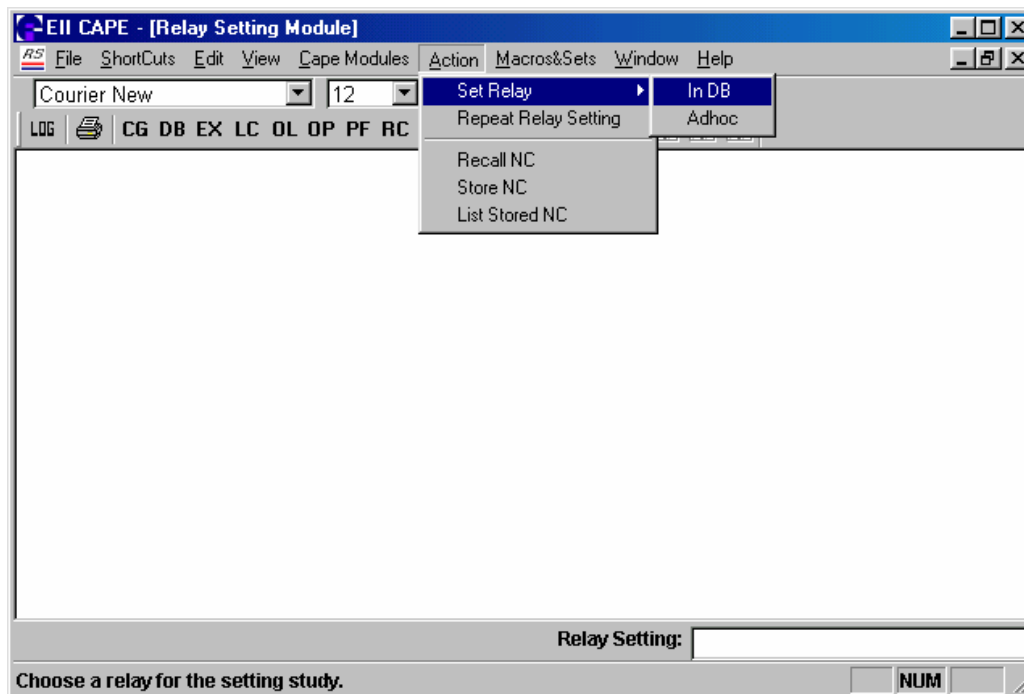 EII CAPE - [Relay Setting Module]
RS File ShortCuts Edit View Cape Modules Action Macros&Sets Window Help
Courier New 12
LOG CG DB EX LC OL OP PF RC
Set Relay
Repeat Relay Setting
Recall NC
Store NC
List Stored NC
In DB
Adhoc
Relay Setting:
Choose a relay for the setting study. NUM